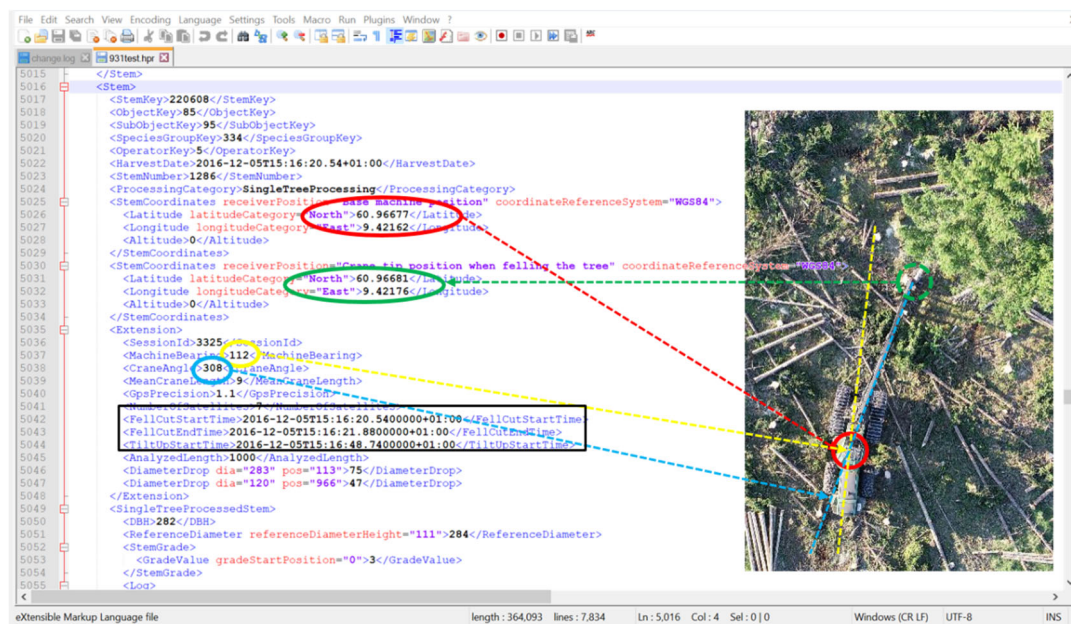 File Edit Search View Encoding Language Settings Tools Macro Run Plugins Window ?
change.log 931test.hpr
5015 </Stem>
5016 <Stem>
5017 <StemKey>220608</StemKey>
5018 <ObjectKey>85</ObjectKey>
5019 <SubObjectKey>95</SubObjectKey>
5020 <SpeciesGroupKey>334</SpeciesGroupKey>
5021 <OperatorKey>5</OperatorKey>
5022 <HarvestDate>2016-12-05T15:16:20.54+01:00</HarvestDate>
5023 <StemNumber>1286</StemNumber>
5024 <ProcessingCategory>SingleTreeProcessing</ProcessingCategory>
5025 <StemCoordinates receiverPosition="Base machine position" coordinateReferenceSystem="WGS84">
5026 <Latitude latitudeCategory="North">60.96677</Latitude>
5027 <Longitude longitudeCategory="East">9.42162</Longitude>
5028 <Altitude>0</Altitude>
5029 </StemCoordinates>
5030 <StemCoordinates receiverPosition="Crane tip position when felling the tree" coordinateReferenceSystem="WGS84">
5031 <Latitude latitudeCategory="North">60.96681</Latitude>
5032 <Longitude longitudeCategory="East">9.42176</Longitude>
5033 <Altitude>0</Altitude>
5034 </StemCoordinates>
5035 <Extension>
5036 <SessionId>3325</SessionId>
5037 <MachineBearing>112</MachineBearing>
5038 <CraneAngle>308</CraneAngle>
5039 <MeanCraneLength>9</MeanCraneLength>
5040 <GpsPrecision>1.1</GpsPrecision>
5041 <NumberOfSatellites>7</NumberOfSatellites>
5042 <FellCutStartTime>2016-12-05T15:16:20.5400000+01:00</FellCutStartTime>
5043 <FellCutEndTime>2016-12-05T15:16:21.8800000+01:00</FellCutEndTime>
5044 <TiltUpStartTime>2016-12-05T15:16:48.7400000+01:00</TiltUpStartTime>
5045 <AnalyzedLength>1000</AnalyzedLength>
5046 <DiameterDrop dia="283" pos="113">75</DiameterDrop>
5047 <DiameterDrop dia="120" pos="966">47</DiameterDrop>
5048 </Extension>
5049 <SingleTreeProcessedStem>
5050 <DBH>282</DBH>
5051 <ReferenceDiameter referenceDiameterHeight="111">284</ReferenceDiameter>
5052 <StemGrade>
5053 <GradeValue gradeStartPosition="0">3</GradeValue>
5054 </StemGrade>
5055 <Log>
eXtensible Markup Language file length : 364,093 lines : 7,834 Ln : 5,016 Col : 4 Sel : 0 | 0 Windows (CR LF) UTF-8 INS